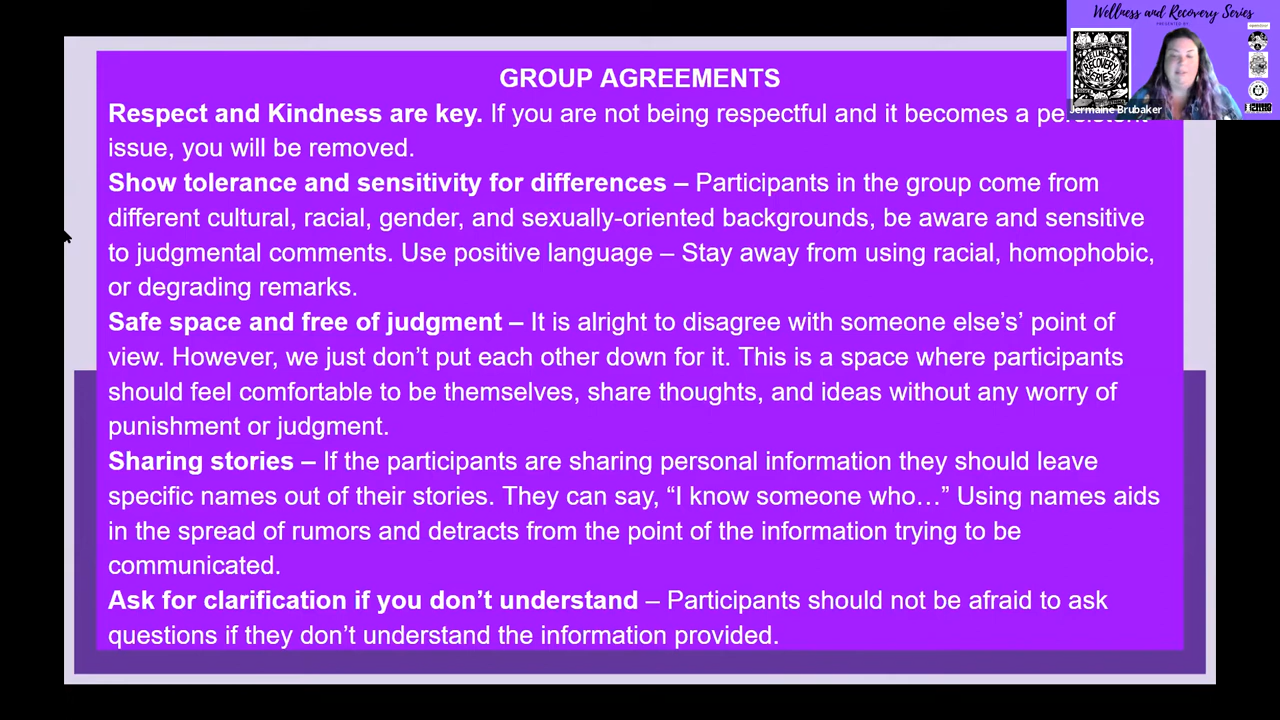 Wellness and Recovery Series
PRESENTED BY
WELLNESS
RECOVERY
SERIES
Jermaine Brubaker
GROUP AGREEMENTS
Respect and Kindness are key. If you are not being respectful and it becomes a persistent
issue, you will be removed.
Show tolerance and sensitivity for differences – Participants in the group come from
different cultural, racial, gender, and sexually-oriented backgrounds, be aware and sensitive
to judgmental comments. Use positive language – Stay away from using racial, homophobic,
or degrading remarks.
Safe space and free of judgment – It is alright to disagree with someone else’s’ point of
view. However, we just don’t put each other down for it. This is a space where participants
should feel comfortable to be themselves, share thoughts, and ideas without any worry of
punishment or judgment.
Sharing stories – If the participants are sharing personal information they should leave
specific names out of their stories. They can say, “I know someone who…” Using names aids
in the spread of rumors and detracts from the point of the information trying to be
communicated.
Ask for clarification if you don’t understand – Participants should not be afraid to ask
questions if they don’t understand the information provided.